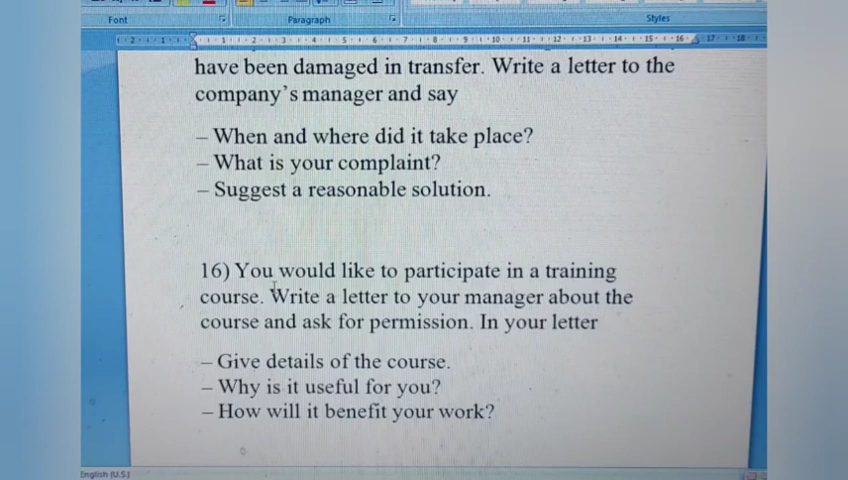 Font
Paragraph
Styles
have been damaged in transfer. Write a letter to the
company's manager and say
– When and where did it take place?
– What is your complaint?
– Suggest a reasonable solution.
16) You would like to participate in a training
course. Write a letter to your manager about the
course and ask for permission. In your letter
– Give details of the course.
– Why is it useful for you?
– How will it benefit your work?
English (U.S.)